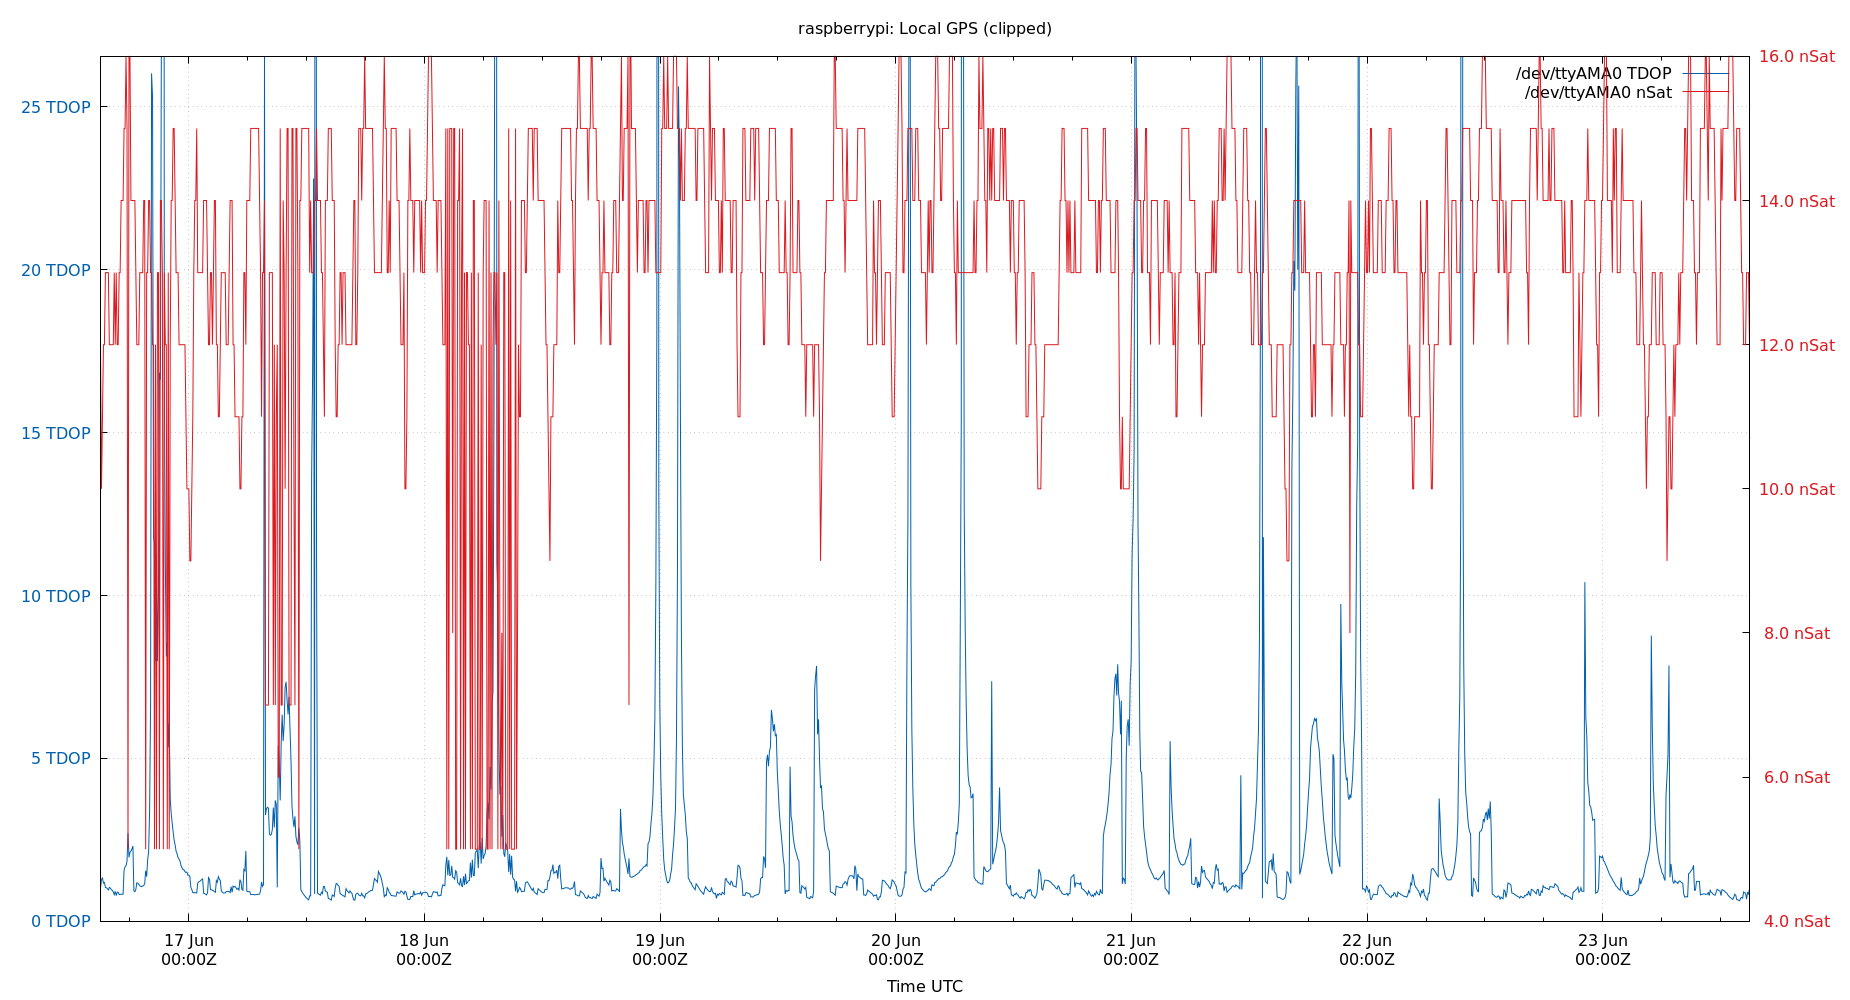 raspberrypi: Local GPS (clipped)
/dev/ttyAMA0 TDOP
/dev/ttyAMA0 nSat
25 TDOP
20 TDOP
15 TDOP
10 TDOP
5 TDOP
0 TDOP
16.0 nSat
14.0 nSat
12.0 nSat
10.0 nSat
8.0 nSat
6.0 nSat
4.0 nSat
17 Jun
00:00Z
18 Jun
00:00Z
19 Jun
00:00Z
20 Jun
00:00Z
21 Jun
00:00Z
22 Jun
00:00Z
23 Jun
00:00Z
Time UTC